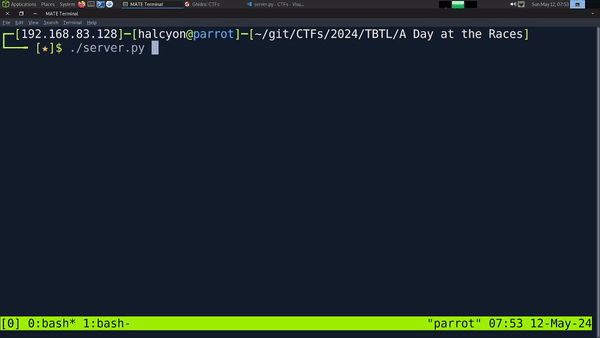 Applications Places System MATE Terminal Ghidra: CTFs server.py - CTFs - Visu... Sun May 12, 07:53
MATE Terminal
File Edit View Search Terminal Help
┌─[192.168.83.128]─[halcyon@parrot]─[~/git/CTFs/2024/TBTL/A Day at the Races]
└──╼ [★]$ ./server.py
[0] 0:bash* 1:bash- "parrot" 07:53 12-May-24